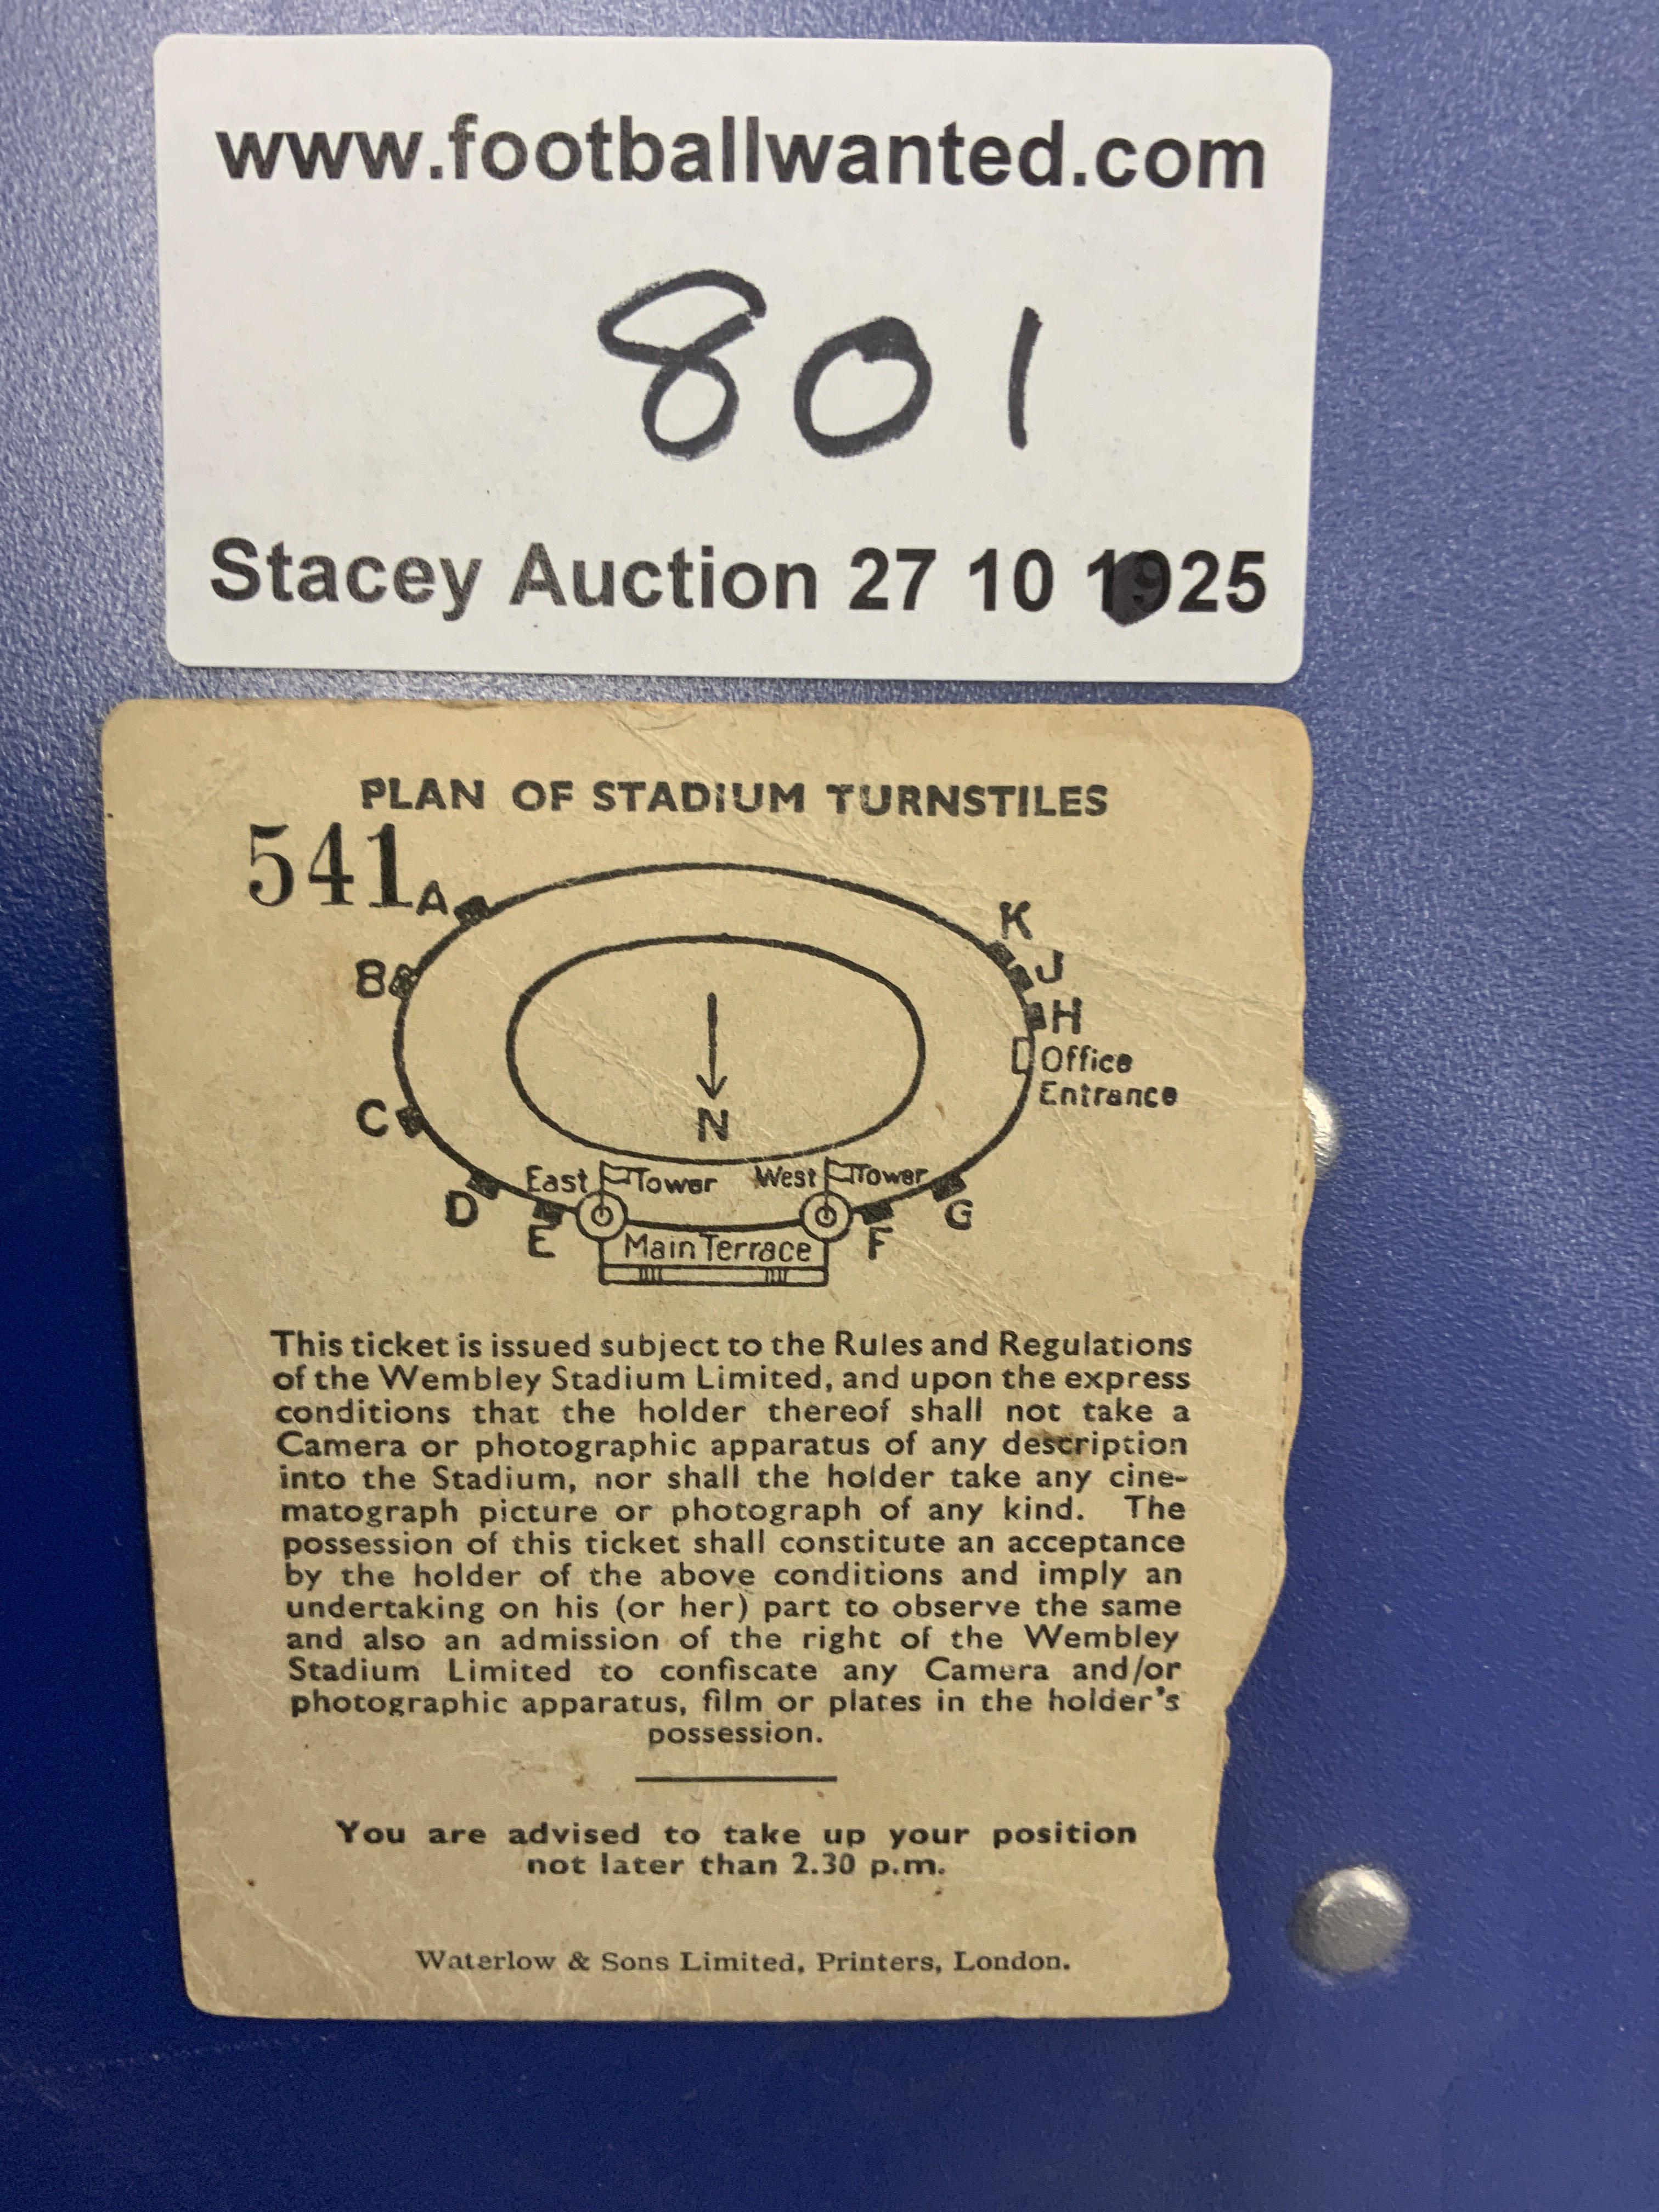 www.footballwanted.com
801
Stacey Auction 27 10 1925
PLAN OF STADIUM TURNSTILES
541
A
K
B
J
H
Office
Entrance
C
N
East Tower West Tower
D
G
E
F
Main Terrace
This ticket is issued subject to the Rules and Regulations
of the Wembley Stadium Limited, and upon the express
conditions that the holder thereof shall not take a
Camera or photographic apparatus of any description
into the Stadium, nor shall the holder take any cine-
matograph picture or photograph of any kind. The
possession of this ticket shall constitute an acceptance
by the holder of the above conditions and imply an
undertaking on his (or her) part to observe the same
and also an admission of the right of the Wembley
Stadium Limited to confiscate any Camera and/or
photographic apparatus, film or plates in the holder's
possession.
You are advised to take up your position
not later than 2.30 p.m.
Waterlow & Sons Limited, Printers, London.